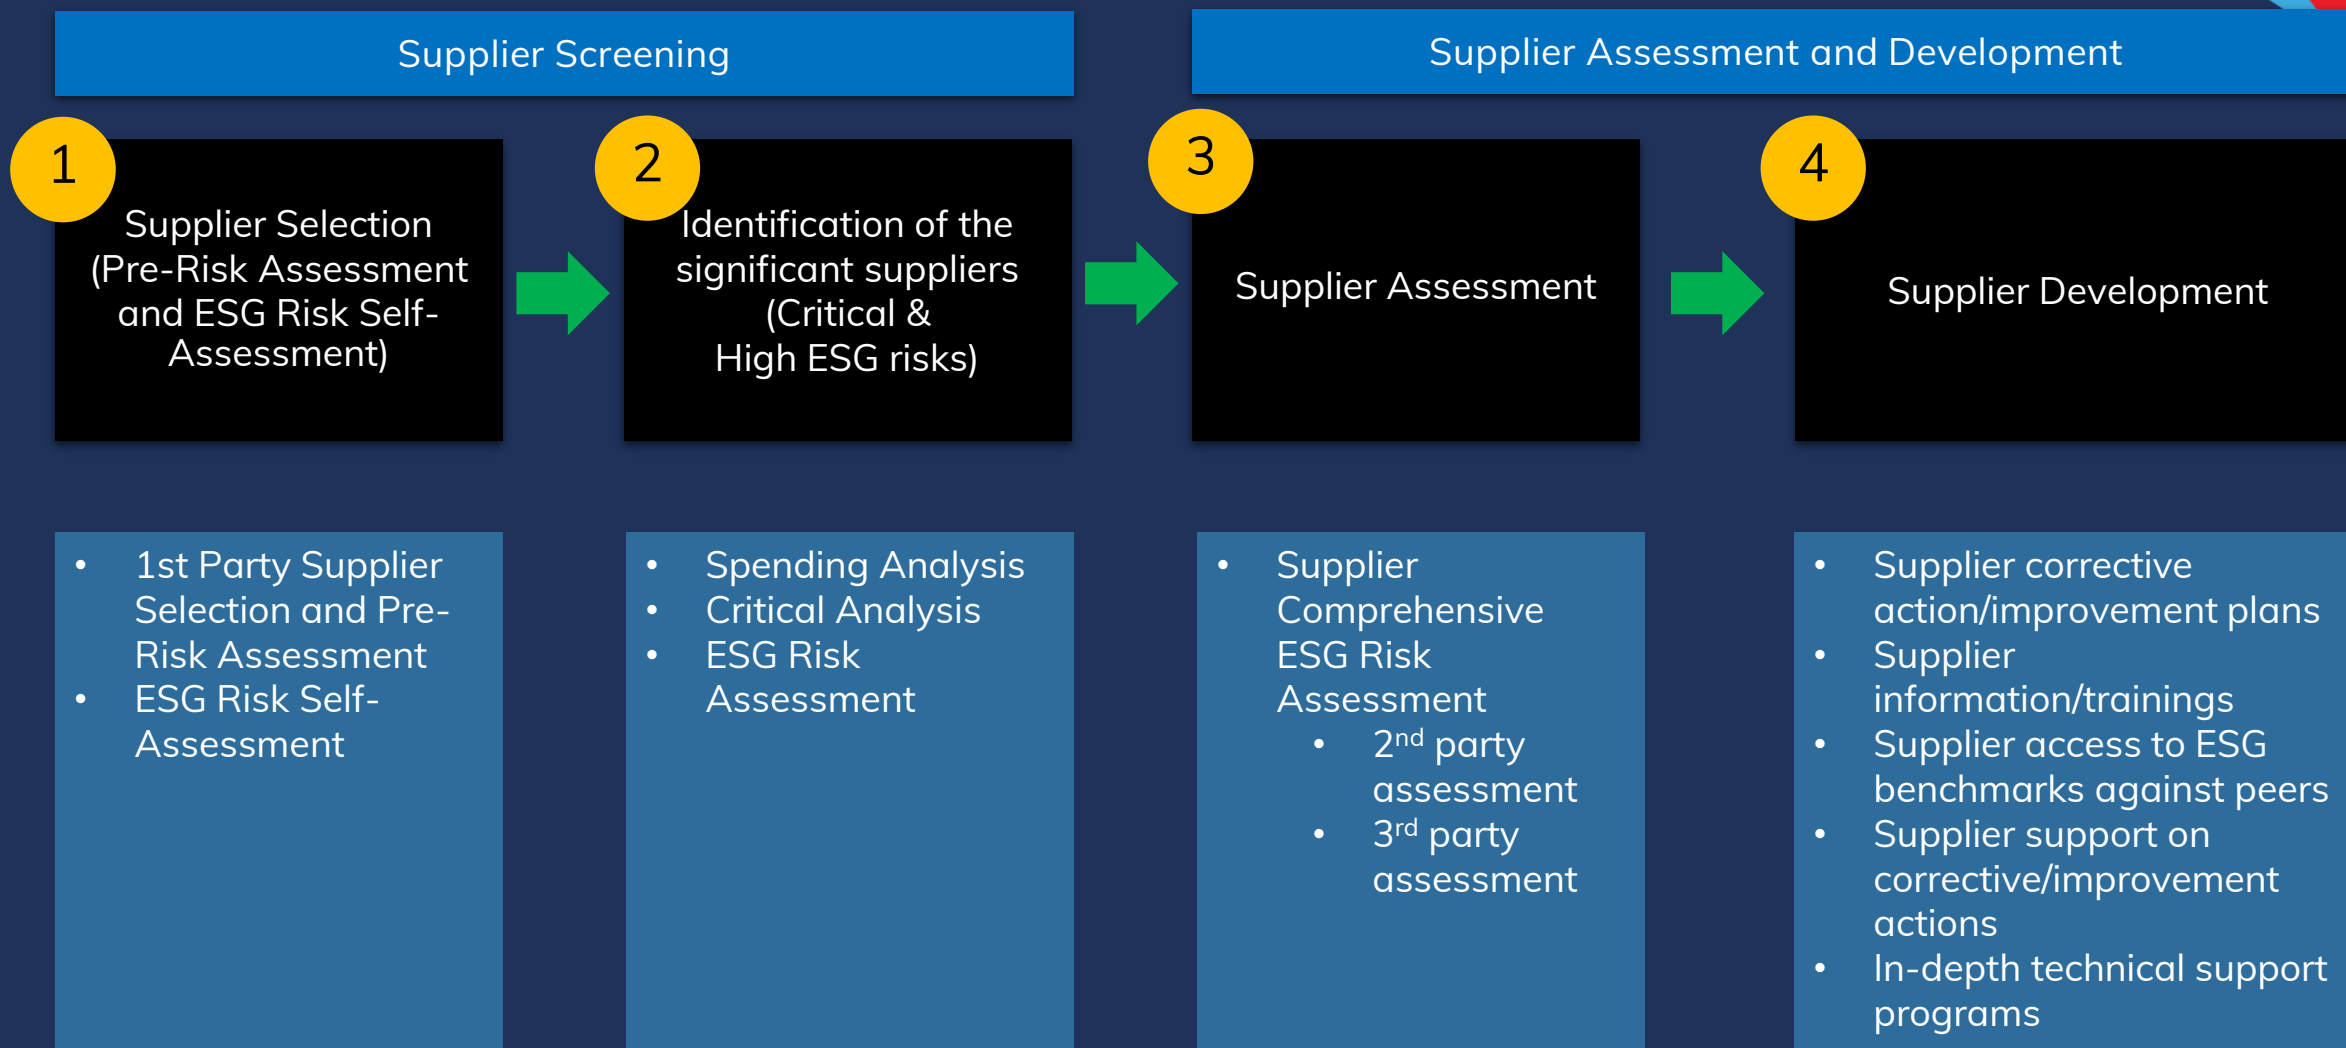 Supplier Screening
Supplier Assessment and Development
1
Supplier Selection
(Pre-Risk Assessment
and ESG Risk Self-
Assessment)
2
Identification of the
significant suppliers
(Critical &
High ESG risks)
3
Supplier Assessment
4
Supplier Development
• 1st Party Supplier
Selection and Pre-
Risk Assessment
• ESG Risk Self-
Assessment
• Spending Analysis
• Critical Analysis
• ESG Risk
Assessment
• Supplier
Comprehensive
ESG Risk
Assessment
• 2nd party
assessment
• 3rd party
assessment
• Supplier corrective
action/improvement plans
• Supplier
information/trainings
• Supplier access to ESG
benchmarks against peers
• Supplier support on
corrective/improvement
actions
• In-depth technical support
programs